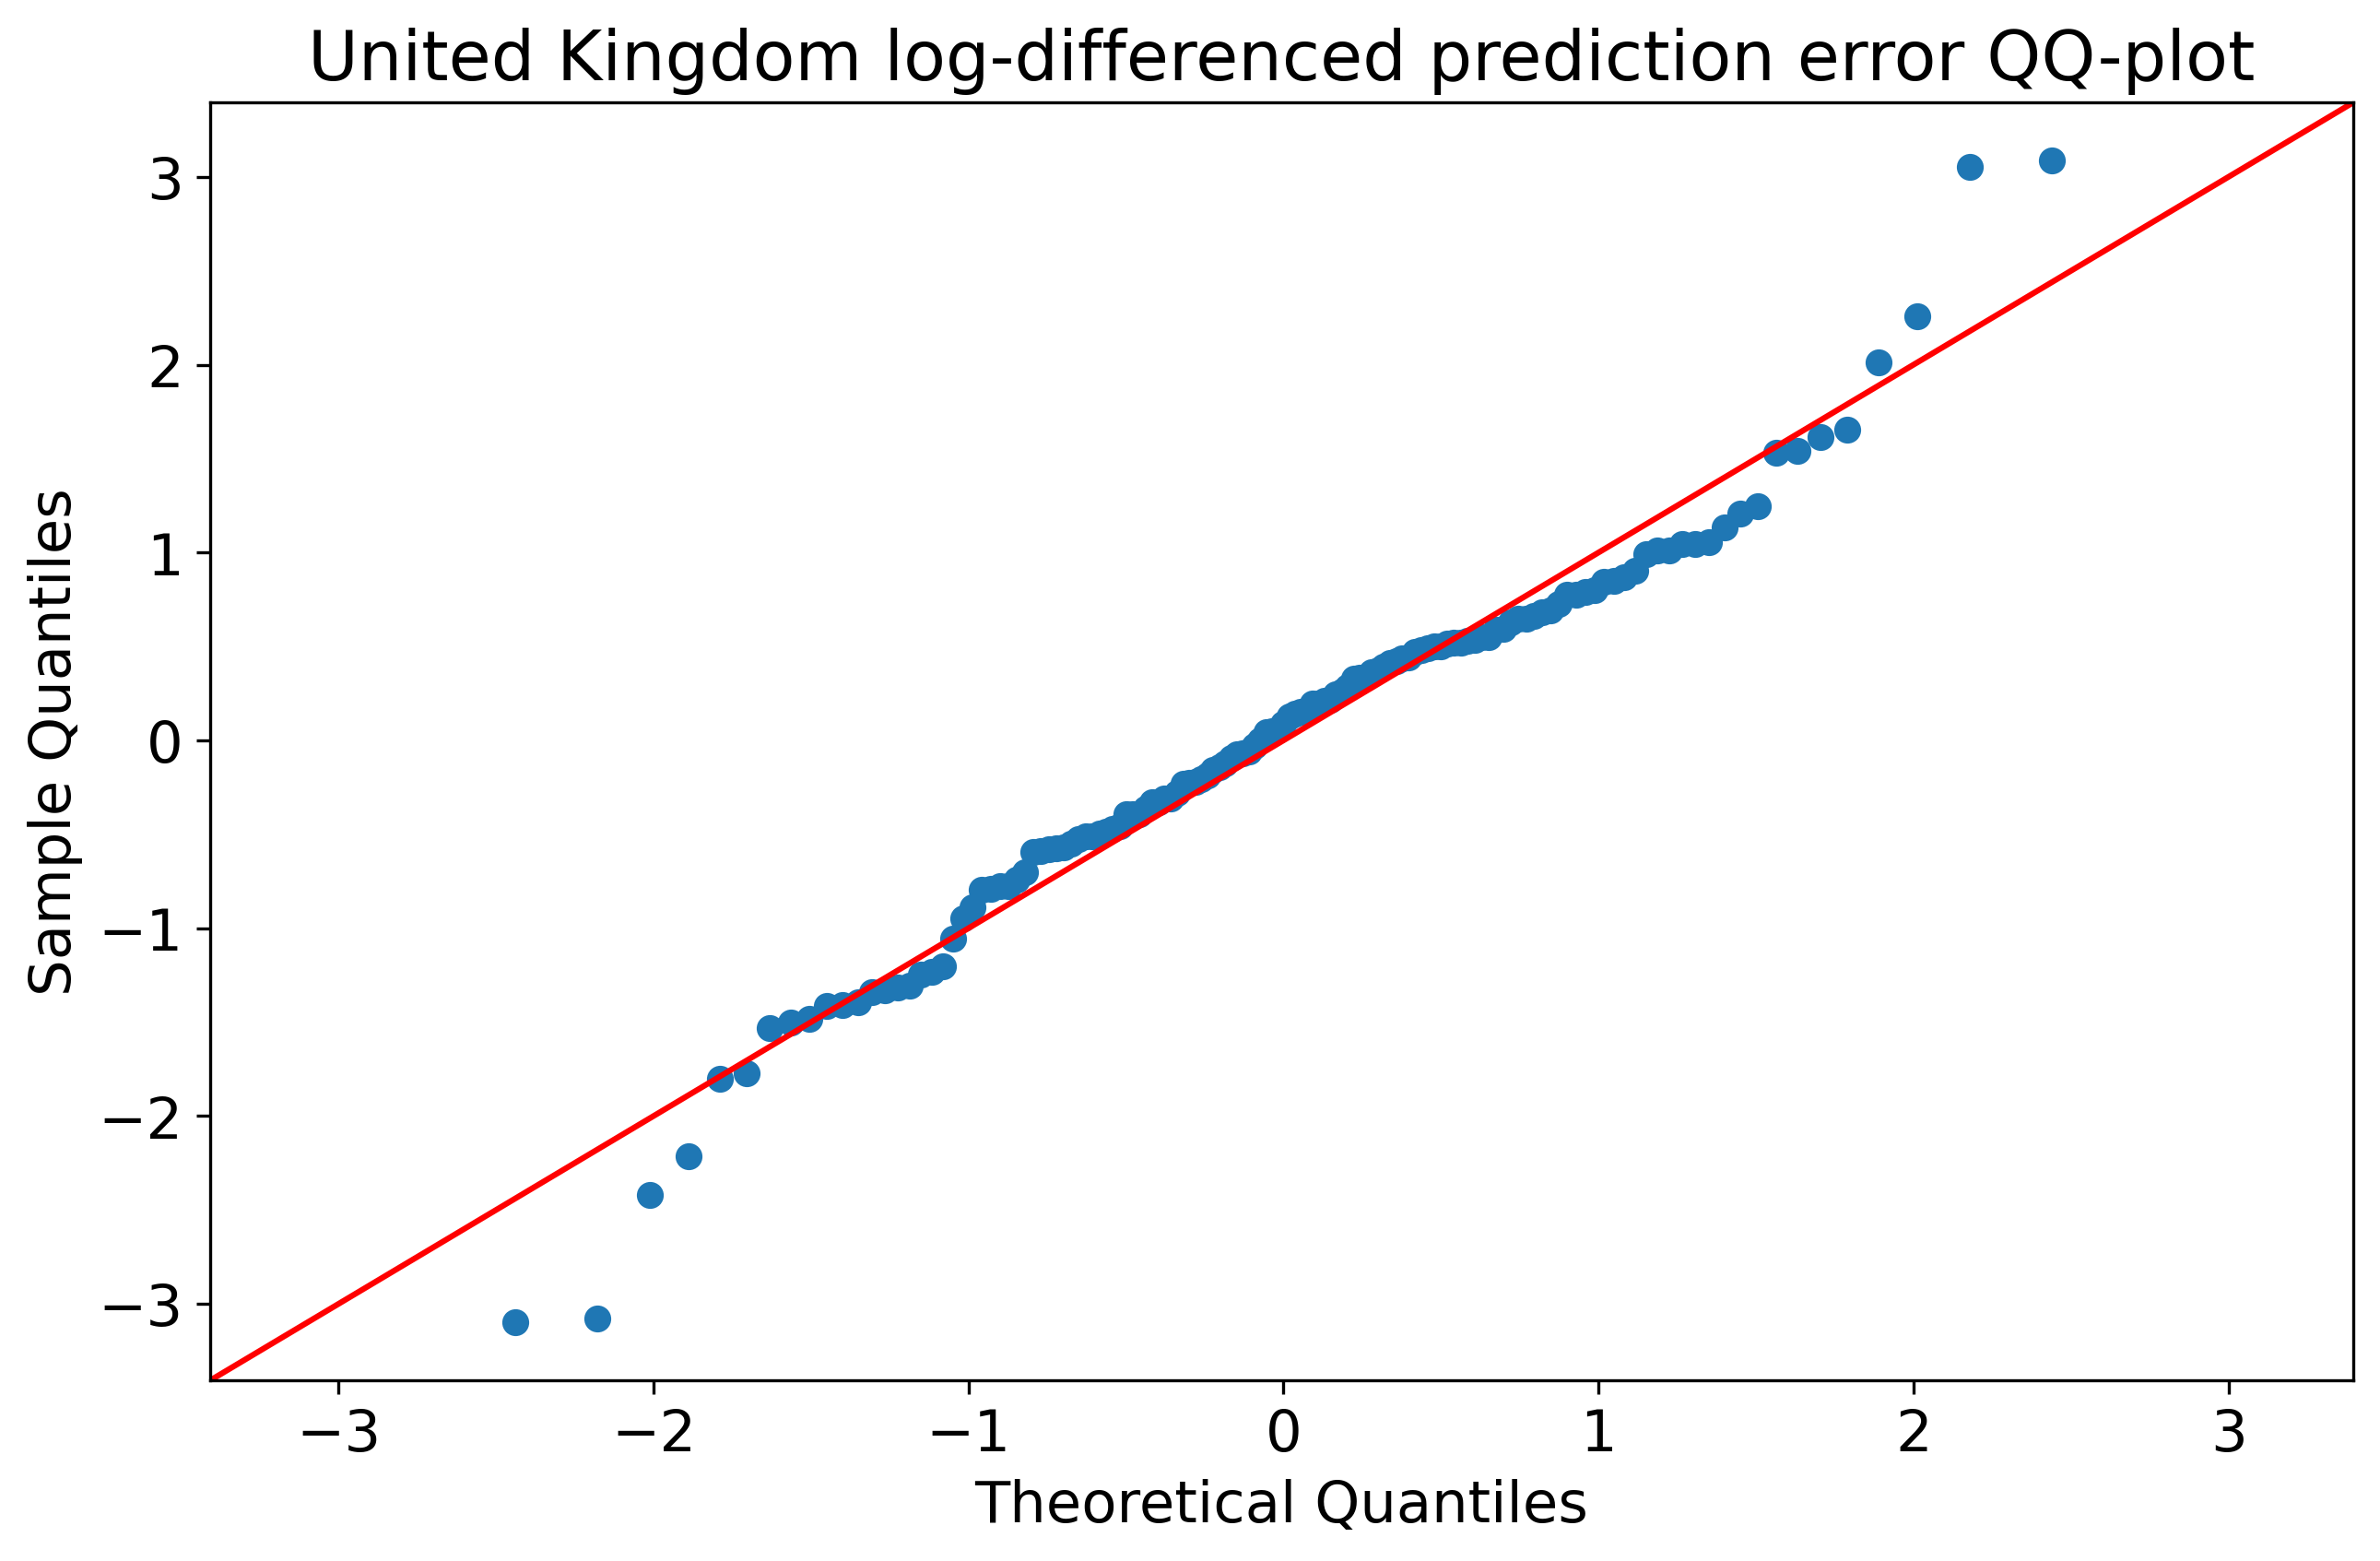 United Kingdom log-differenced prediction error QQ-plot
3
2
1
0
−1
−2
−3
Sample Quantiles
−3 −2 −1 0 1 2 3
Theoretical Quantiles